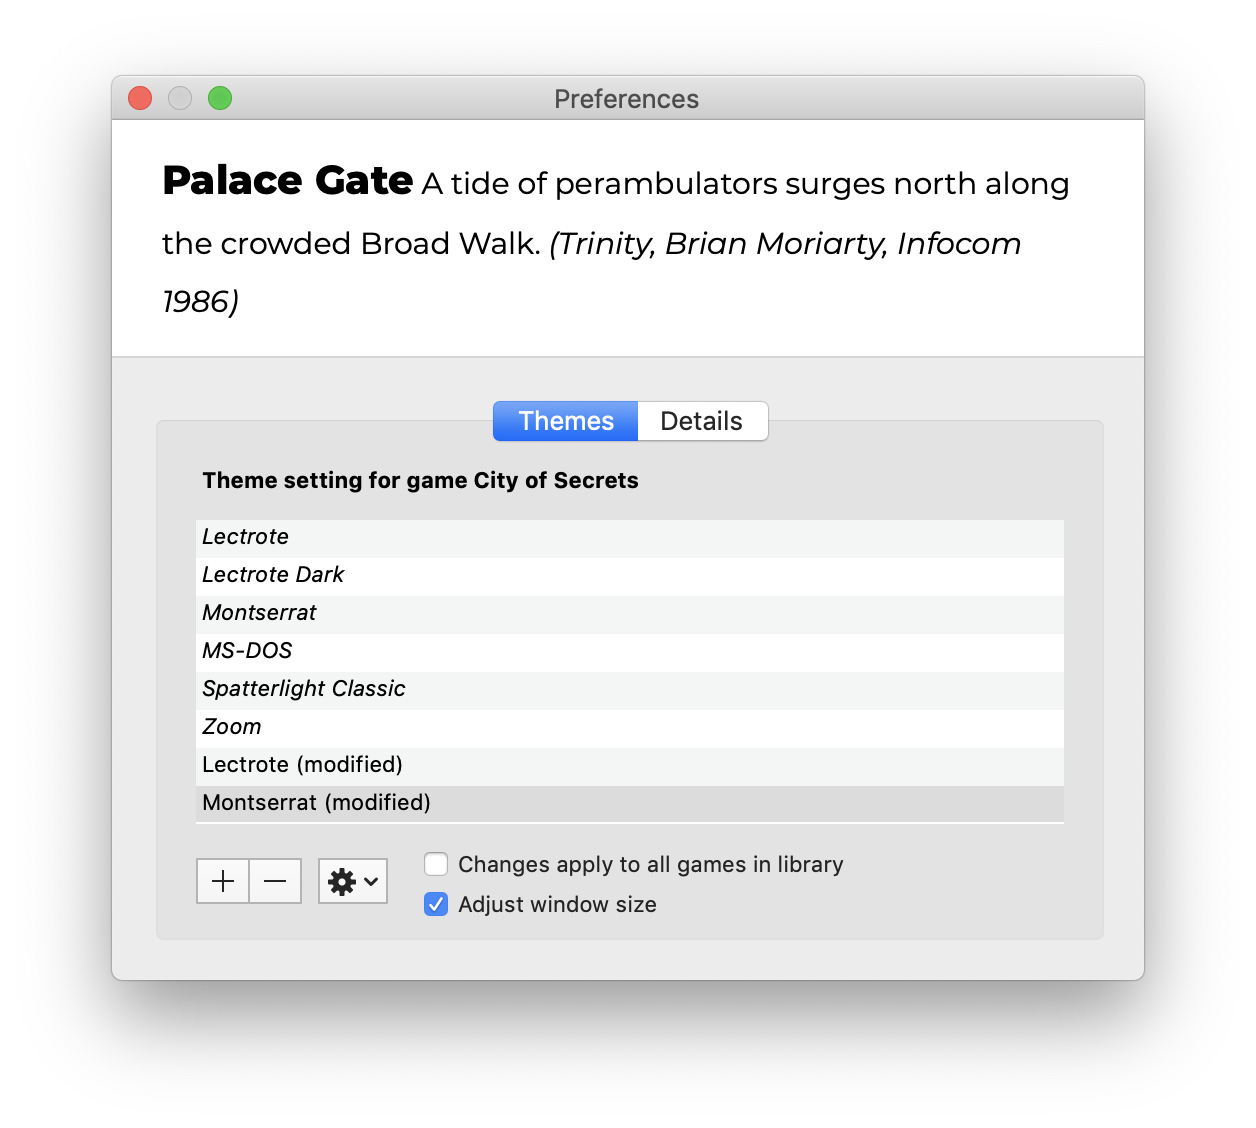 Preferences
Palace Gate A tide of perambulators surges north along
the crowded Broad Walk. (Trinity, Brian Moriarty, Infocom
1986)
Themes Details
Theme setting for game City of Secrets
Lectrote
Lectrote Dark
Montserrat
MS-DOS
Spatterlight Classic
Zoom
Lectrote (modified)
Montserrat (modified)
Changes apply to all games in library
Adjust window size